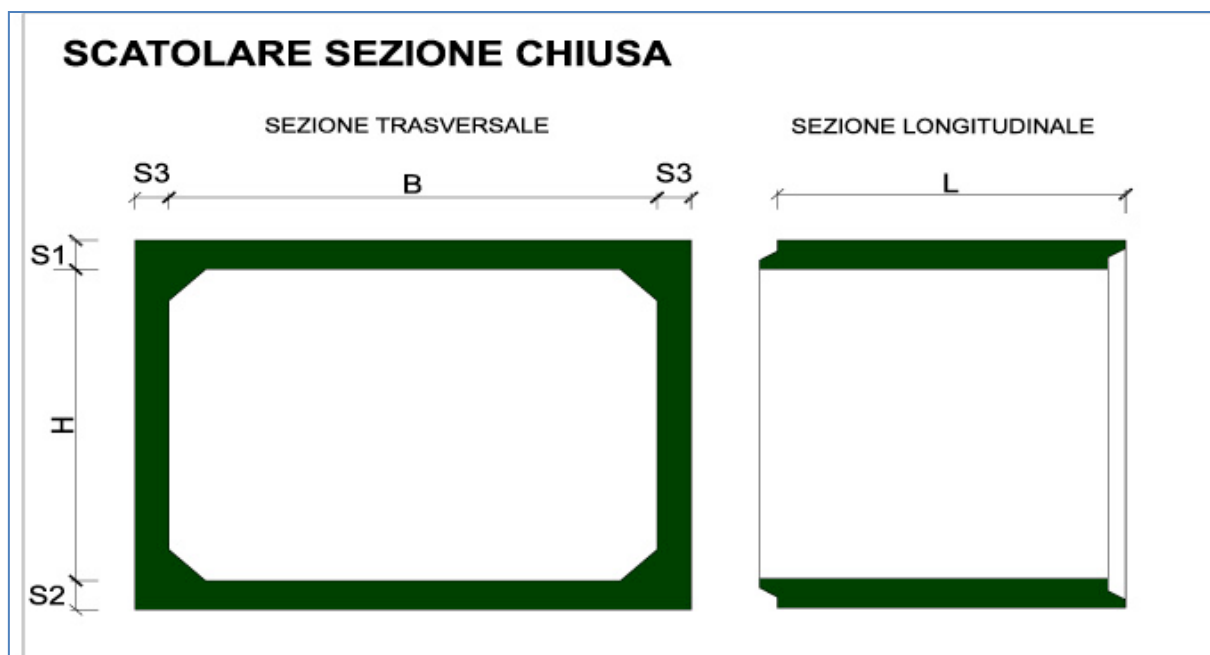 SCATOLARE SEZIONE CHIUSA
SEZIONE TRASVERSALE
SEZIONE LONGITUDINALE
S3
B
S3
L
S1
H
S2